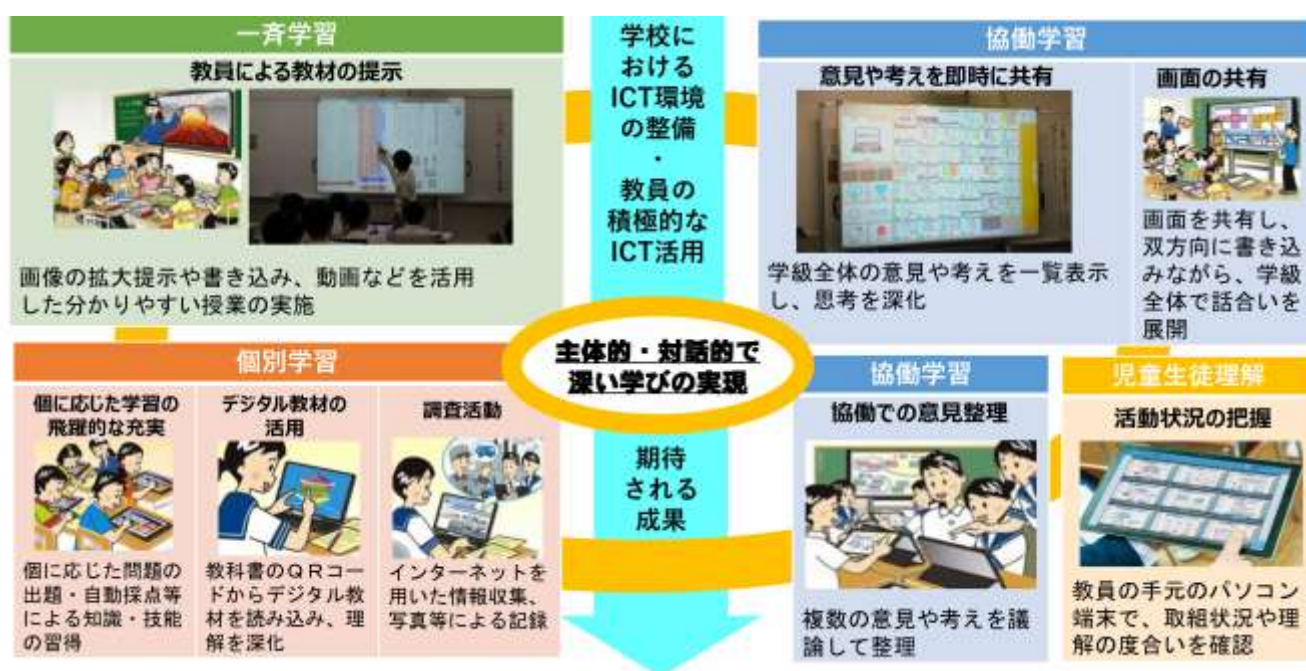 一斉学習
教員による教材の提示
画像の拡大提示や書き込み、動画などを活用
した分かりやすい授業の実施
学校に
おける
ICT環境
の整備
・
教員の
積極的な
ICT活用
協働学習
意見や考えを即時に共有
学級全体の意見や考えを一覧表示
し、思考を深化
画面の共有
画面を共有し、
双方向に書き込
みながら、学級
全体で話合いを
展開
主体的・対話的で
深い学びの実現
個別学習
個に応じた学習の
飛躍的な充実
個に応じた問題の
出題・自動採点等
による知識・技能
の習得
デジタル教材の
活用
教科書のQRコー
ドからデジタル教
材を読み込み、理
解を深化
調査活動
インターネットを
用いた情報収集、
写真等による記録
期待
される
成果
協働学習
協働での意見整理
複数の意見や考えを議
論して整理
児童生徒理解
活動状況の把握
教員の手元のパソコン
端末で、取組状況や理
解の度合いを確認